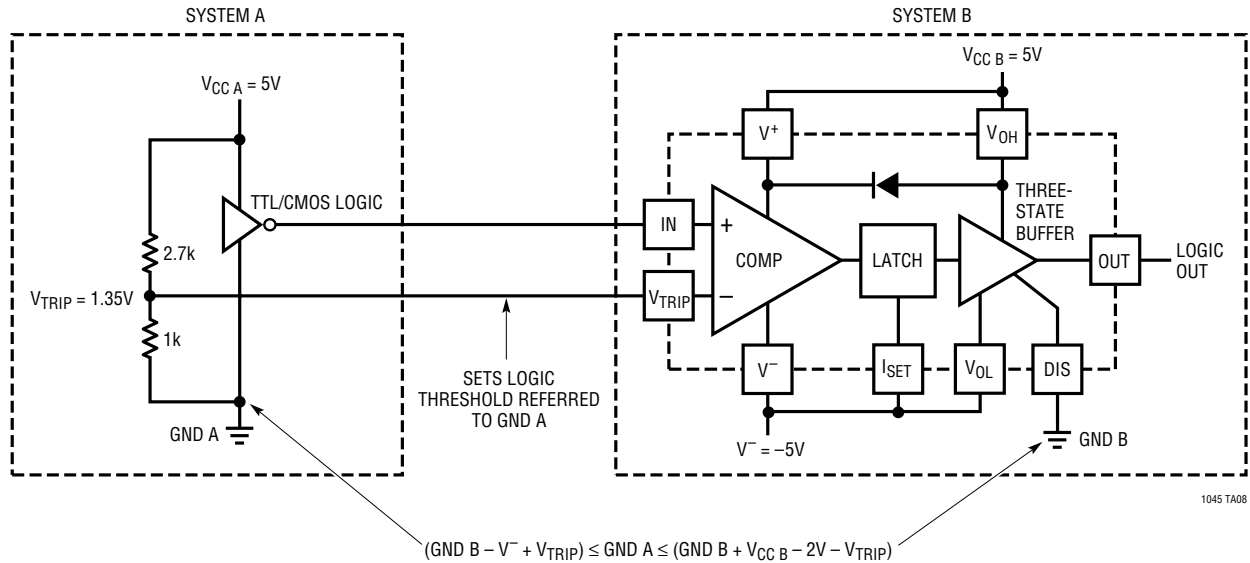 SYSTEM A
SYSTEM B
V_CC A = 5V
V_CC B = 5V
V⁺
V_OH
TTL/CMOS LOGIC
THREE-
STATE
BUFFER
IN
+
2.7k
COMP
LATCH
OUT
LOGIC
OUT
V_TRIP = 1.35V
V_TRIP
–
1k
V⁻
I_SET
V_OL
DIS
SETS LOGIC
THRESHOLD REFERRED
TO GND A
GND A
V⁻ = –5V
GND B
1045 TA08
(GND B – V⁻ + V_TRIP) ≤ GND A ≤ (GND B + V_CC B – 2V – V_TRIP)